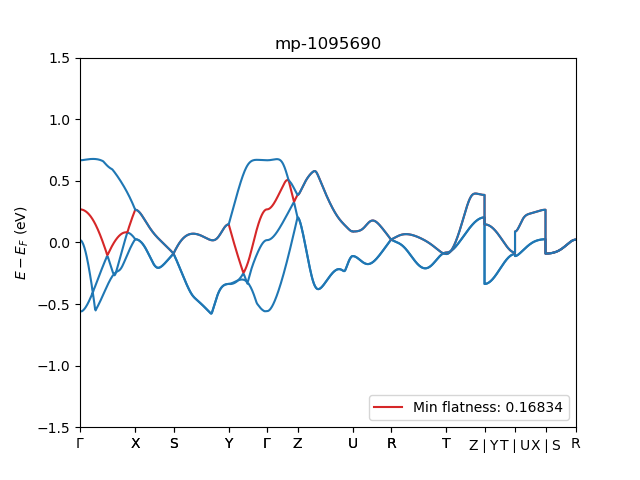 mp-1095690
E − E_F (eV)
1.5
1.0
0.5
0.0
−0.5
−1.0
−1.5
Min flatness: 0.16834
Γ X S Y Γ Z U R T Z | Y T | U X | S R